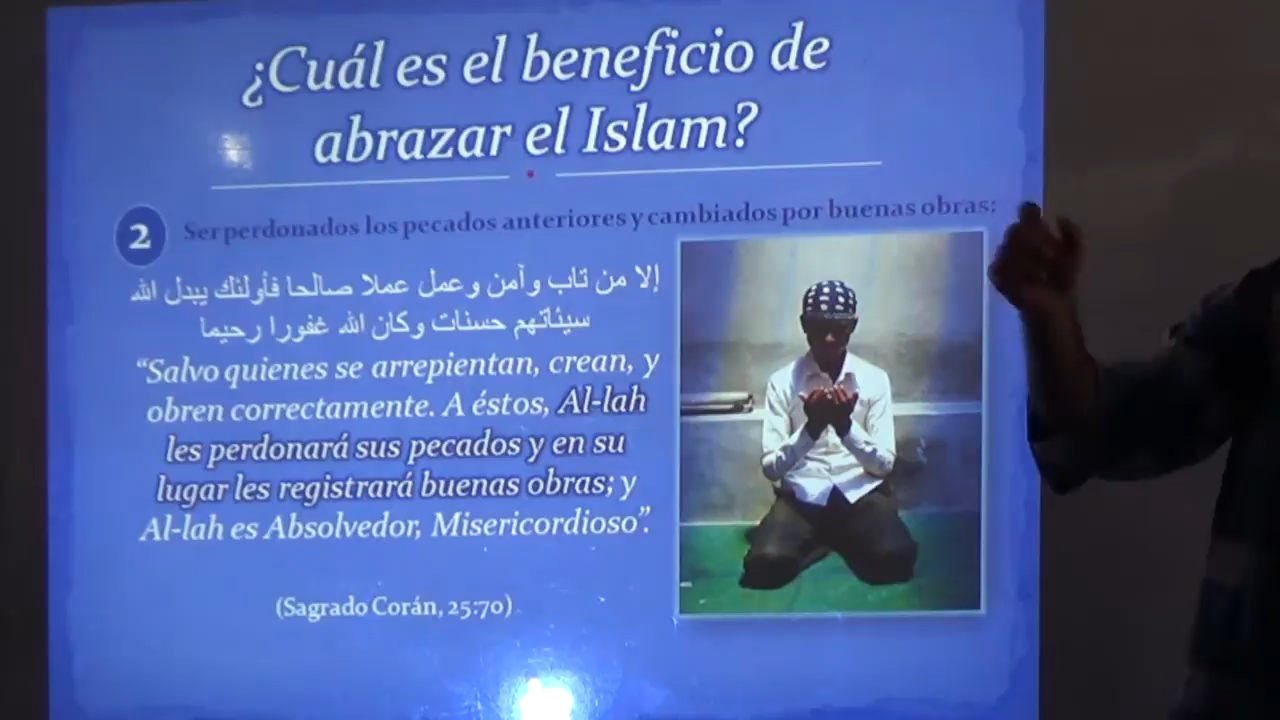 ¿Cuál es el beneficio de
abrazar el Islam?
2 Ser perdonados los pecados anteriores y cambiados por buenas obras:
إلا من تاب وآمن وعمل عملا صالحا فأولئك يبدل الله
سيئاتهم حسنات وكان الله غفورا رحيما
“Salvo quienes se arrepientan, crean, y
obren correctamente. A éstos, Al-lah
les perdonará sus pecados y en su
lugar les registrará buenas obras; y
Al-lah es Absolvedor, Misericordioso”.
(Sagrado Corán, 25:70)